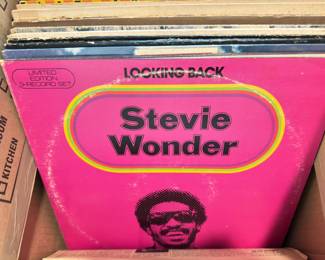 LIMITED
EDITION
3-RECORD SET
LOOKING BACK
Stevie
Wonder
KITCHEN